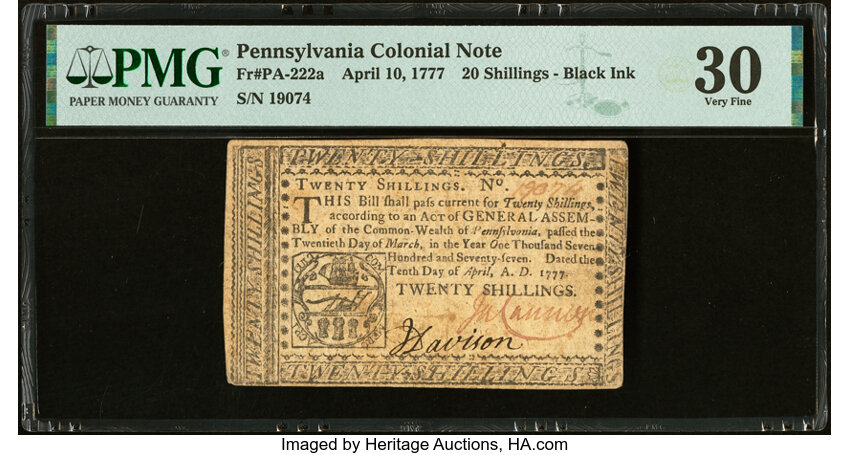 PMG®
PAPER MONEY GUARANTY
Pennsylvania Colonial Note
Fr#PA-222a April 10, 1777 20 Shillings - Black Ink
S/N 19074
30
Very Fine
TWENTY-SHILLINGS
TWENTY SHILLINGS
TWENTY SHILLINGS. No. 19074
THIS Bill ſhall paſs current for Twenty Shillings,
according to an ACT of GENERAL ASSEM-
BLY of the Common-Wealth of Pennſilvania, paſſed the
Twentieth Day of March, in the Year One Thouſand Seven
Hundred and Seventy-ſeven. Dated the
Tenth Day of April, A. D. 1777.
TWENTY SHILLINGS.
J Davison
TWENTY-SHILLINGS
Imaged by Heritage Auctions, HA.com